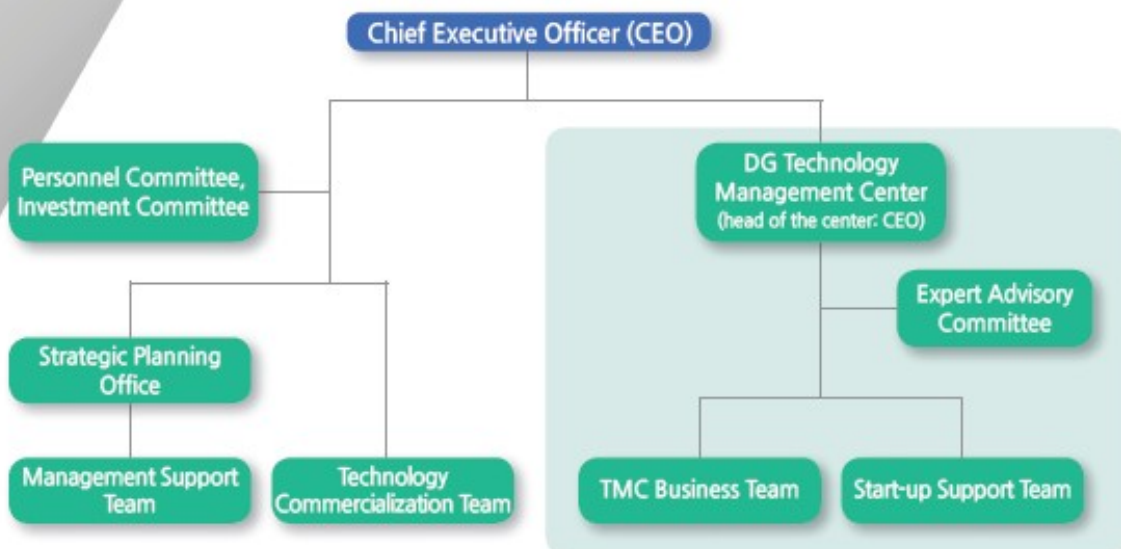 Chief Executive Officer (CEO)
Personnel Committee,
Investment Committee
DG Technology
Management Center
(head of the center: CEO)
Expert Advisory
Committee
Strategic Planning
Office
Management Support
Team
Technology
Commercialization Team
TMC Business Team
Start-up Support Team